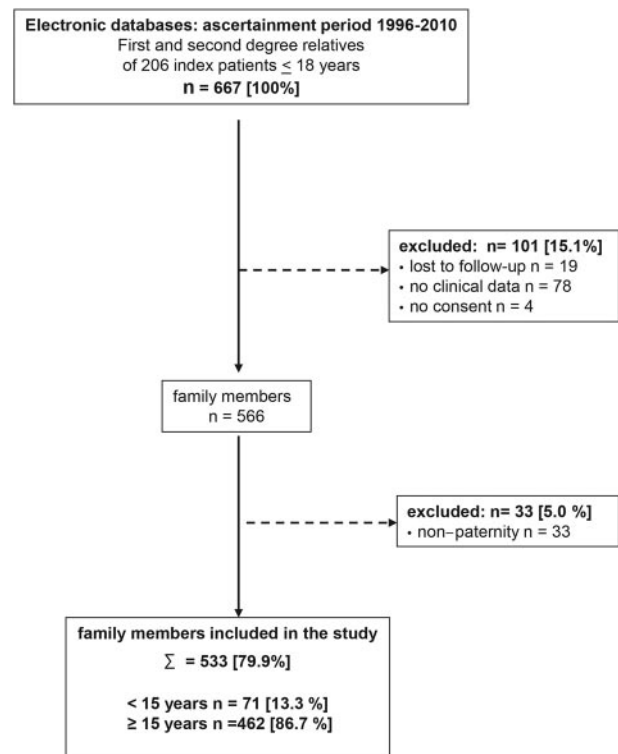 Electronic databases: ascertainment period 1996-2010
First and second degree relatives
of 206 index patients ≤ 18 years
n = 667 [100%]
excluded: n= 101 [15.1%]
• lost to follow-up n = 19
• no clinical data n = 78
• no consent n = 4
family members
n = 566
excluded: n= 33 [5.0 %]
• non–paternity n = 33
family members included in the study
∑ = 533 [79.9%]
< 15 years n = 71 [13.3 %]
≥ 15 years n =462 [86.7 %]